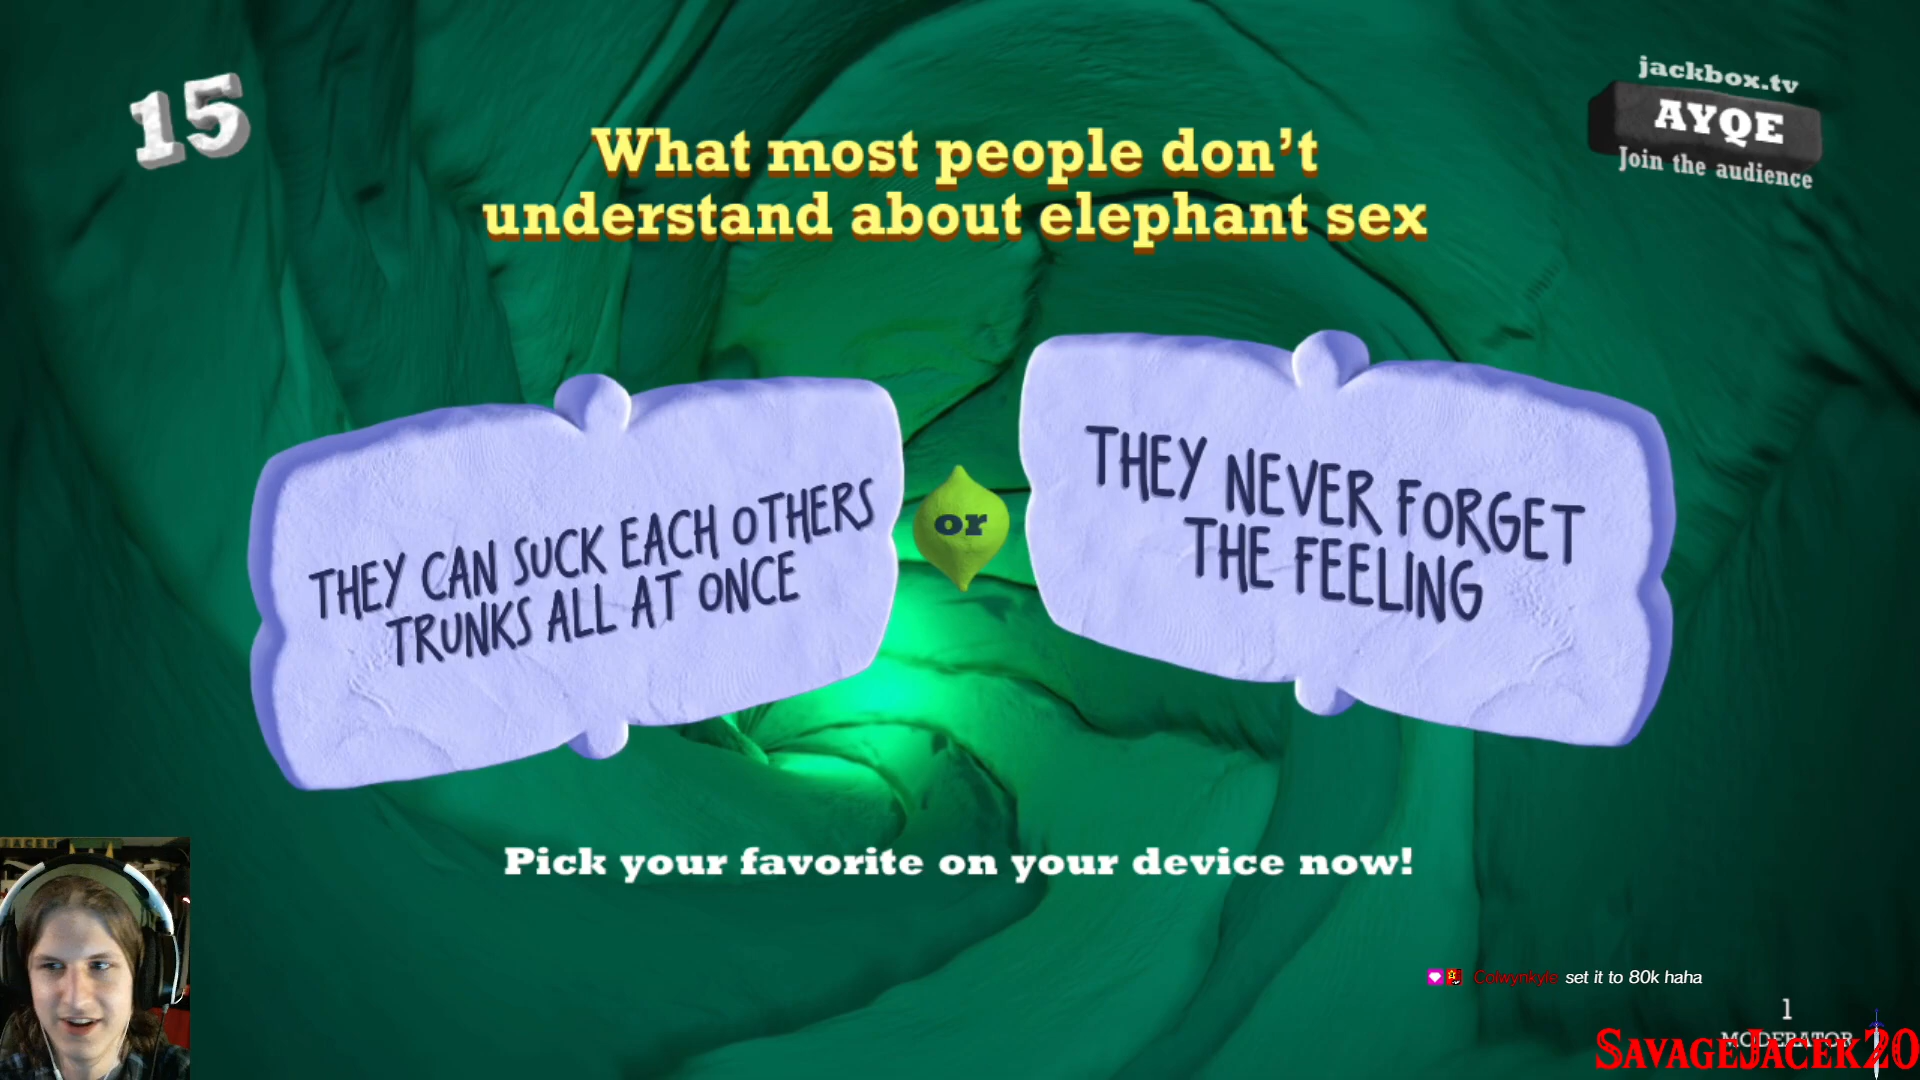 15
jackbox.tv
AYQE
Join the audience
What most people don't
understand about elephant sex
THEY CAN SUCK EACH OTHERS
TRUNKS ALL AT ONCE
or
THEY NEVER FORGET
THE FEELING
Pick your favorite on your device now!
Colwynkyle set it to 80k haha
1
MODERATOR
SavageJacek20